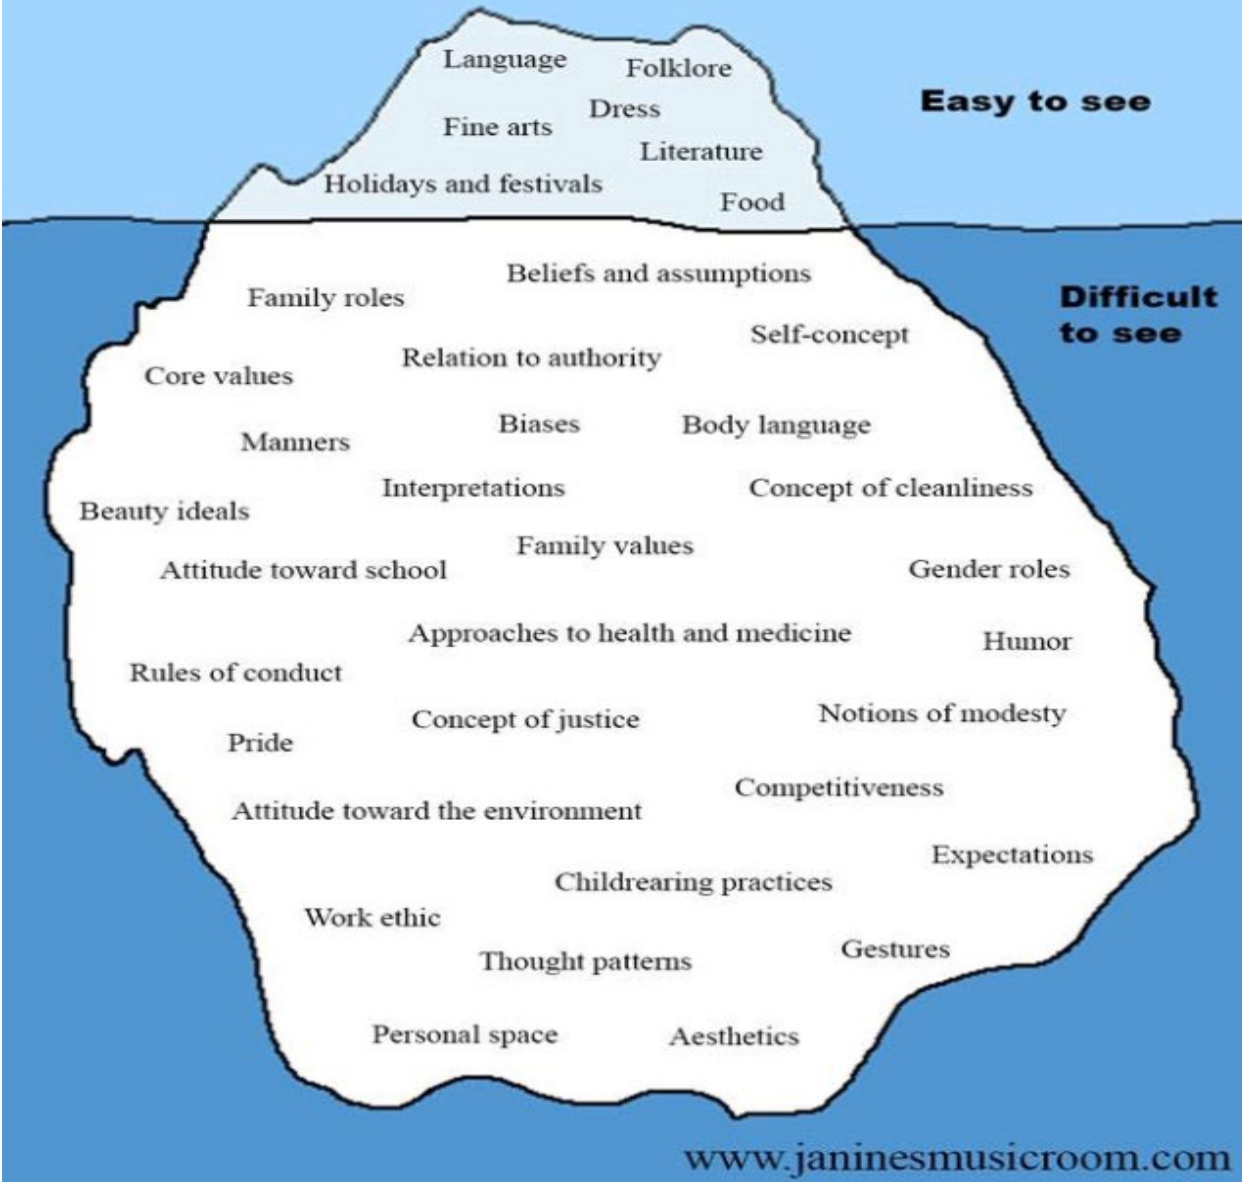 Language
Folklore
Dress
Fine arts
Literature
Holidays and festivals
Food
Easy to see
Beliefs and assumptions
Family roles
Difficult
to see
Self-concept
Relation to authority
Core values
Biases
Body language
Manners
Interpretations
Concept of cleanliness
Beauty ideals
Family values
Attitude toward school
Gender roles
Approaches to health and medicine
Humor
Rules of conduct
Notions of modesty
Concept of justice
Pride
Competitiveness
Attitude toward the environment
Expectations
Childrearing practices
Work ethic
Gestures
Thought patterns
Personal space
Aesthetics
www.janinesmusicroom.com